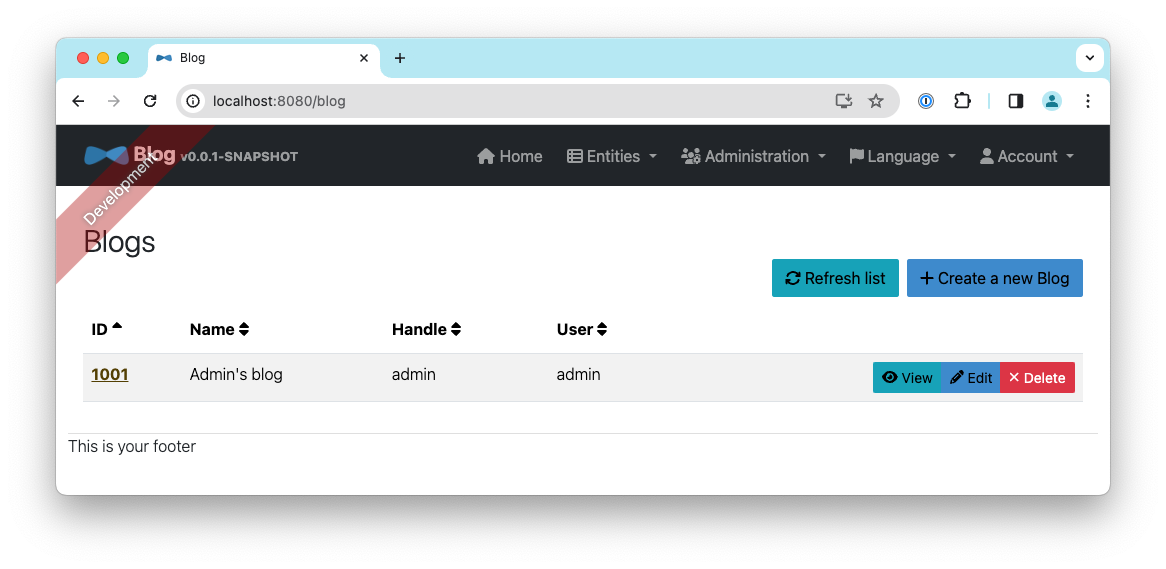 Blog
localhost:8080/blog
Blog v0.0.1-SNAPSHOT
Home Entities Administration Language Account
Development
Blogs
Refresh list Create a new Blog
ID Name Handle User
1001 Admin's blog admin admin View Edit Delete
This is your footer